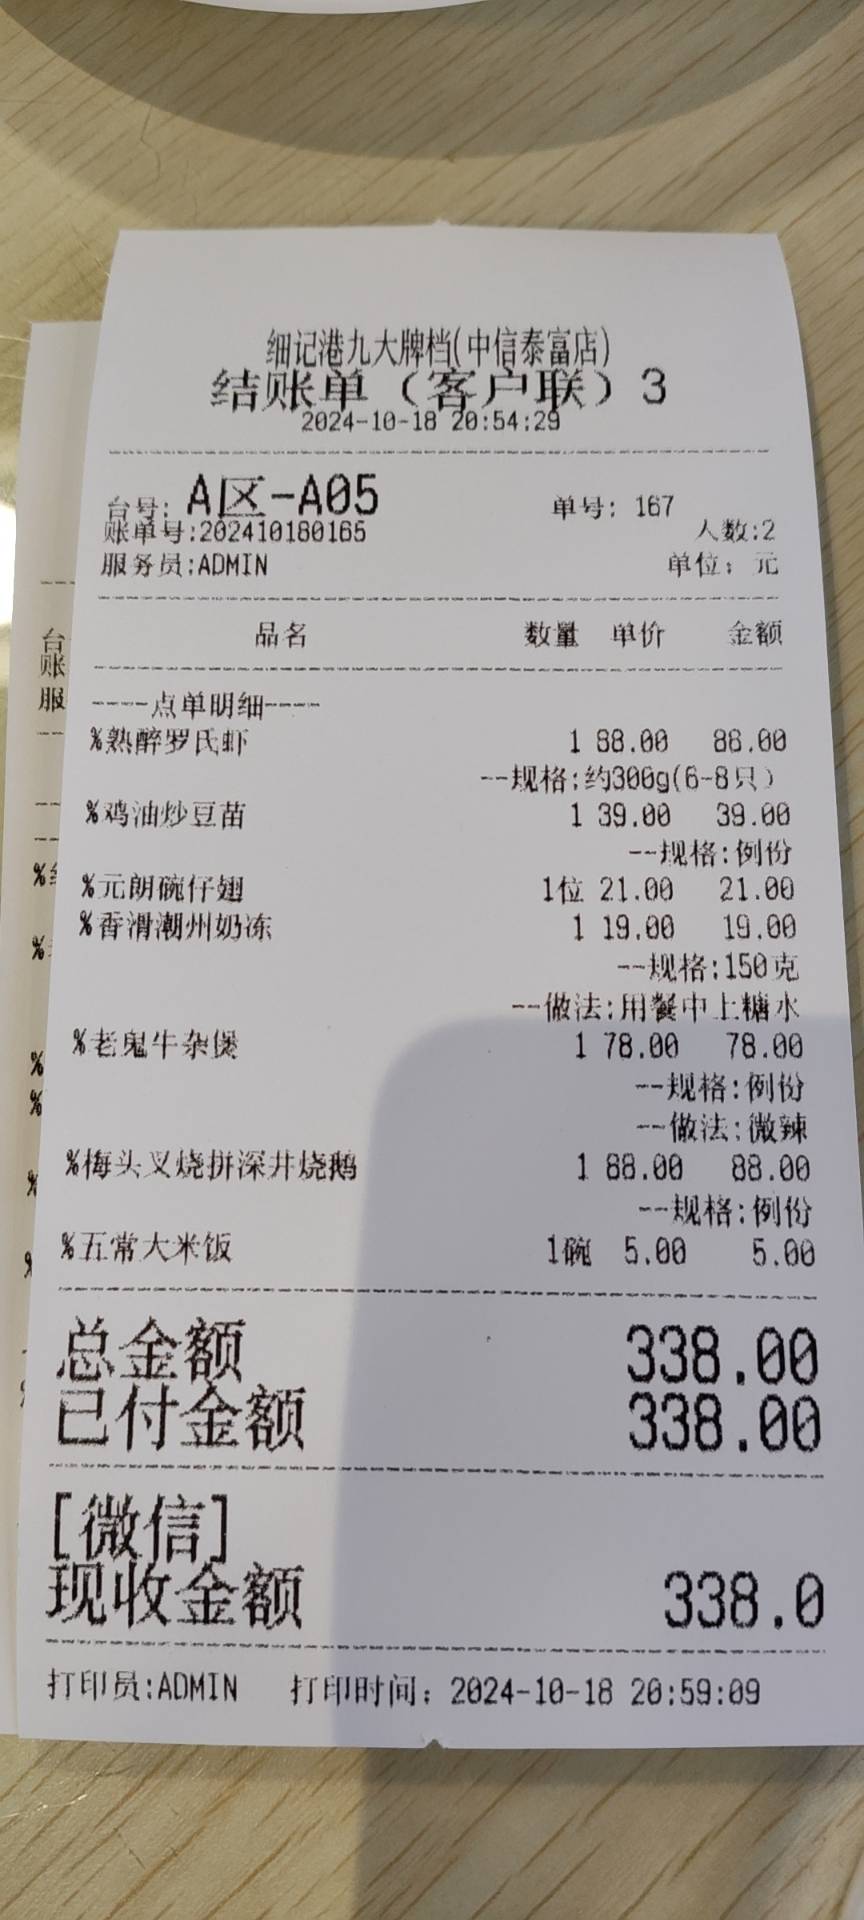 细记港九大牌档(中信泰富店)
结账单（客户联）3
2024-10-18 20:54:29
台号: A区-A05 单号: 167
账单号:202410180165 人数:2
服务员:ADMIN 单位: 元
品名 数量 单价 金额
----点单明细----
%熟醉罗氏虾 1 88.00 88.00
--规格:约300g(6-8只)
%鸡油炒豆苗 1 39.00 39.00
--规格:例份
%元朗碗仔翅 1位 21.00 21.00
%香滑潮州奶冻 1 19.00 19.00
--规格:150克
--做法:用餐中上糖水
%老鬼牛杂煲 1 78.00 78.00
--规格:例份
--做法:微辣
%梅头叉烧拼深井烧鹅 1 88.00 88.00
--规格:例份
%五常大米饭 1碗 5.00 5.00
总金额 338.00
已付金额 338.00
[微信]
现收金额 338.0
打印员:ADMIN 打印时间: 2024-10-18 20:59:09
台
账
服
%
%
%
%
%
%